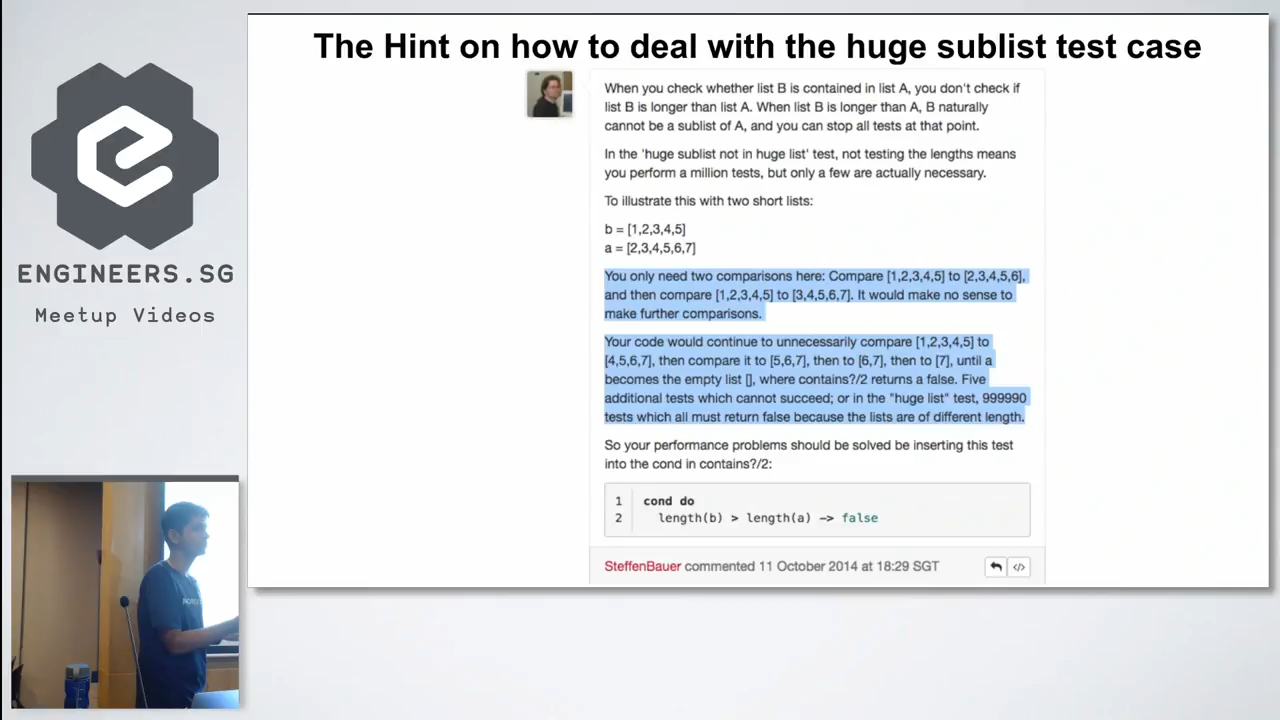 The Hint on how to deal with the huge sublist test case
When you check whether list B is contained in list A, you don't check if
list B is longer than list A. When list B is longer than A, B naturally
cannot be a sublist of A, and you can stop all tests at that point.
In the 'huge sublist not in huge list' test, not testing the lengths means
you perform a million tests, but only a few are actually necessary.
To illustrate this with two short lists:
b = [1,2,3,4,5]
a = [2,3,4,5,6,7]
You only need two comparisons here: Compare [1,2,3,4,5] to [2,3,4,5,6],
and then compare [1,2,3,4,5] to [3,4,5,6,7]. It would make no sense to
make further comparisons.
Your code would continue to unnecessarily compare [1,2,3,4,5] to
[4,5,6,7], then compare it to [5,6,7], then to [6,7], then to [7], until a
becomes the empty list [], where contains?/2 returns a false. Five
additional tests which cannot succeed; or in the "huge list" test, 999990
tests which all must return false because the lists are of different length.
So your performance problems should be solved be inserting this test
into the cond in contains?/2:
1 cond do
2 length(b) > length(a) -> false
SteffenBauer commented 11 October 2014 at 18:29 SGT
ENGINEERS.SG
Meetup Videos